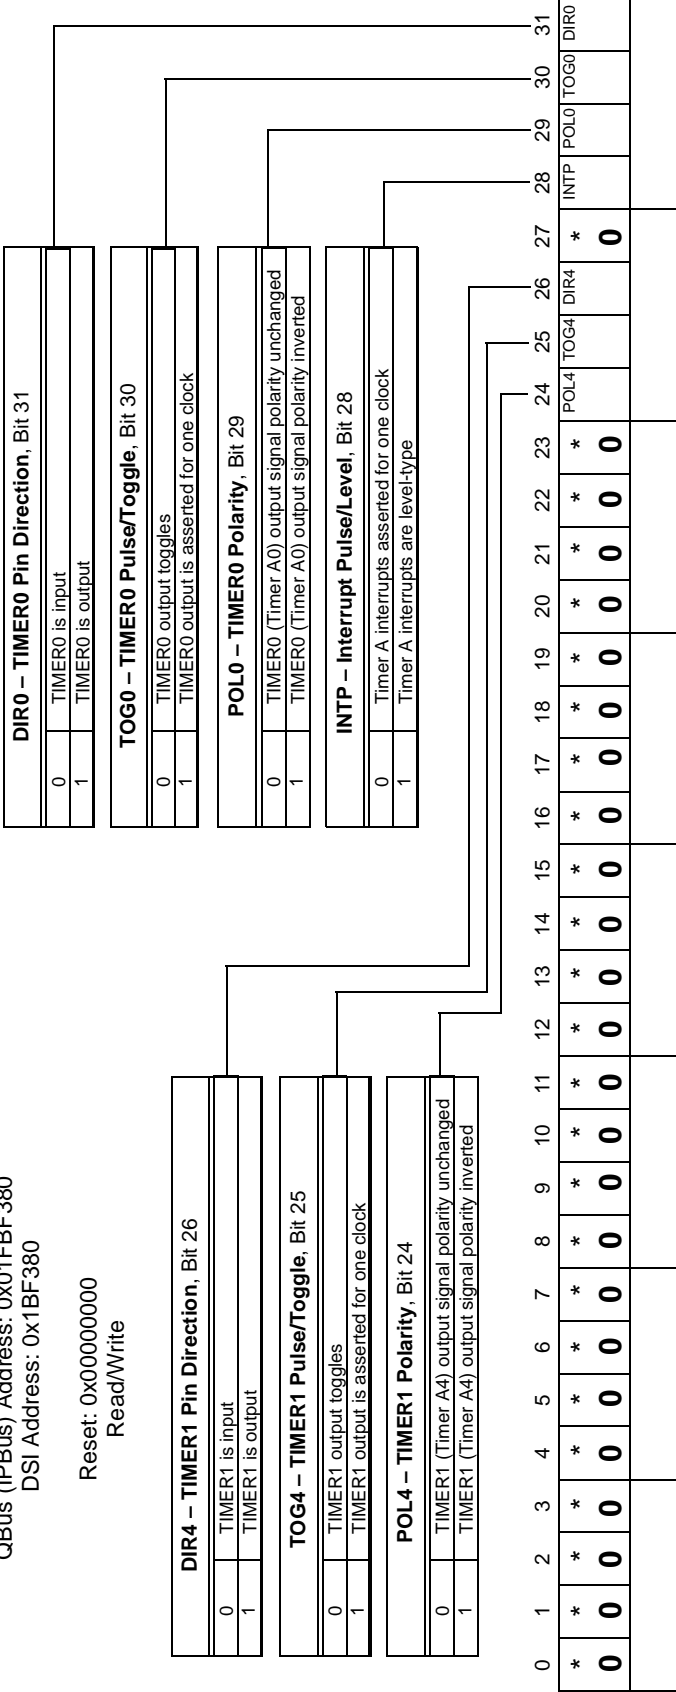 QBus (IPBus) Address: 0x01FBF380
DSI Address: 0x1BF380
Reset: 0x00000000
Read/Write
DIR4 – TIMER1 Pin Direction, Bit 26
0 TIMER1 is input
1 TIMER1 is output
TOG4 – TIMER1 Pulse/Toggle, Bit 25
0 TIMER1 output toggles
1 TIMER1 output is asserted for one clock
POL4 – TIMER1 Polarity, Bit 24
0 TIMER1 (Timer A4) output signal polarity unchanged
1 TIMER1 (Timer A4) output signal polarity inverted
DIR0 – TIMER0 Pin Direction, Bit 31
0 TIMER0 is input
1 TIMER0 is output
TOG0 – TIMER0 Pulse/Toggle, Bit 30
0 TIMER0 output toggles
1 TIMER0 output is asserted for one clock
POL0 – TIMER0 Polarity, Bit 29
0 TIMER0 (Timer A0) output signal polarity unchanged
1 TIMER0 (Timer A0) output signal polarity inverted
INTP – Interrupt Pulse/Level, Bit 28
0 Timer A interrupts asserted for one clock
1 Timer A interrupts are level-type
0 1 2 3 4 5 6 7 8 9 10 11 12 13 14 15 16 17 18 19 20 21 22 23 24 25 26 27 28 29 30 31
* * * * * * * * * * * * * * * * * * * * * * * * POL4 TOG4 DIR4 * INTP POL0 TOG0 DIR0
0 0 0 0 0 0 0 0 0 0 0 0 0 0 0 0 0 0 0 0 0 0 0 0 0